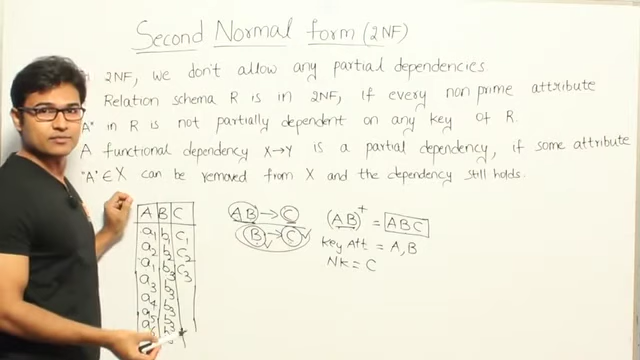 Second Normal form (2NF)
2NF, we don't allow any partial dependencies
Relation schema R is in 2NF, if every non prime attribute
"A" in R is not partially dependent on any key of R.
A functional dependency X→Y is a partial dependency, if some attribute
"A" ∈ X can be removed from X and the dependency still holds.
A B C
a1 b1 C1
a2 b2 C2
a1 b3 C3
a3 b3
a4 b3
a5 b3
AB → C
B → C
(AB)+ = ABC
Key Att = A, B
NK = C